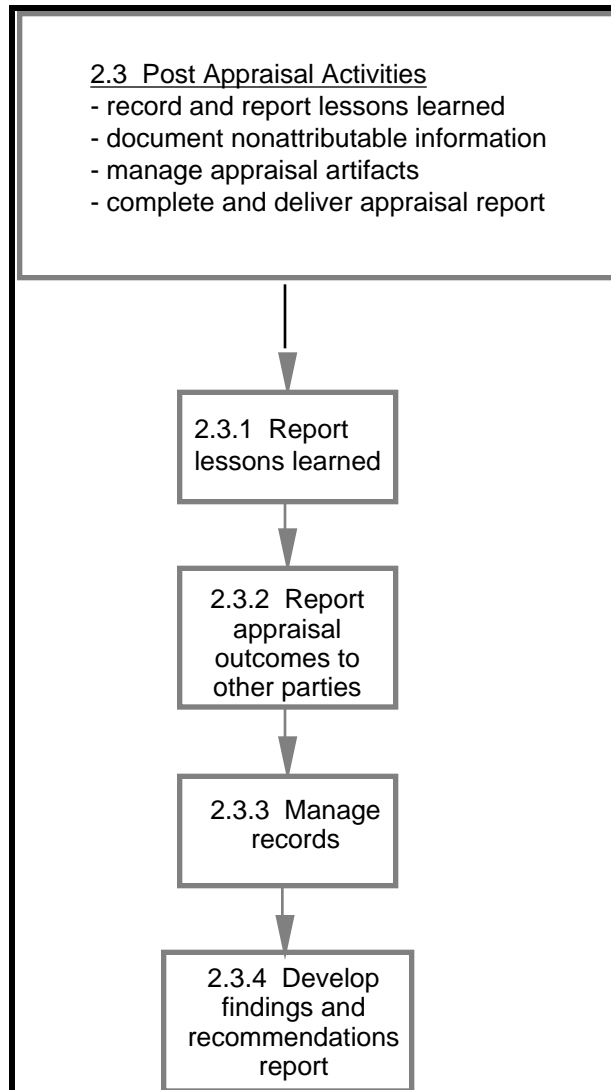 2.3 Post Appraisal Activities
- record and report lessons learned
- document nonattributable information
- manage appraisal artifacts
- complete and deliver appraisal report
2.3.1 Report
lessons learned
2.3.2 Report
appraisal
outcomes to
other parties
2.3.3 Manage
records
2.3.4 Develop
findings and
recommendations
report